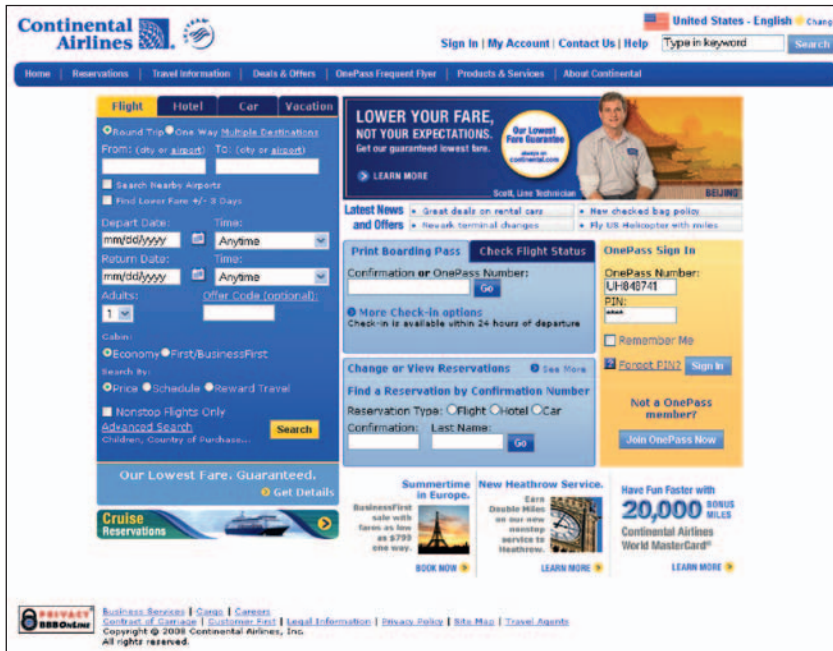 Continental
Airlines
United States - English Chang
Sign In | My Account | Contact Us | Help
Type in keyword
Search
Home | Reservations | Travel Information | Deals & Offers | OnePass Frequent Flyer | Products & Services | About Continental
Flight Hotel Car Vacation
Round Trip One Way Multiple Destinations
From: (city or airport) To: (city or airport)
Search Nearby Airports
Find Lower Fare +/- 3 Days
Depart Date: Time:
mm/dd/yyyy Anytime
Return Date: Time:
mm/dd/yyyy Anytime
Adults: Offer Code (optional):
1
Cabin:
Economy First/BusinessFirst
Search By:
Price Schedule Reward Travel
Nonstop Flights Only
Advanced Search
Children, Country of Purchase...
Search
Our Lowest Fare. Guaranteed.
Get Details
Cruise
Reservations
LOWER YOUR FARE,
NOT YOUR EXPECTATIONS.
Get our guaranteed lowest fare.
LEARN MORE
Our Lowest
Fare Guarantee
always on
continental.com
Scott, Line Technician
BEIJING
Latest News
and Offers
Great deals on rental cars
New checked bag policy
Newark terminal changes
Fly US Helicopter with miles
Print Boarding Pass Check Flight Status
Confirmation or OnePass Number:
Go
More Check-in options
Check-in is available within 24 hours of departure
Change or View Reservations See More
Find a Reservation by Confirmation Number
Reservation Type: Flight Hotel Car
Confirmation: Last Name:
Go
OnePass Sign In
OnePass Number:
UH848741
PIN:
****
Remember Me
Forgot PIN? Sign In
Not a OnePass
member?
Join OnePass Now
Summertime
in Europe.
BusinessFirst
sale with
fares as low
as $799
one way.
BOOK NOW
New Heathrow Service.
Earn
Double Miles
on our new
nonstop
service to
Heathrow.
LEARN MORE
Have Fun Faster with
20,000 BONUS MILES
Continental Airlines
World MasterCard®
LEARN MORE
PRIVACY
BBBONLINE
Business Services | Cargo | Careers
Contract of Carriage | Customer First | Legal Information | Privacy Policy | Site Map | Travel Agents
Copyright © 2008 Continental Airlines, Inc.
All rights reserved.